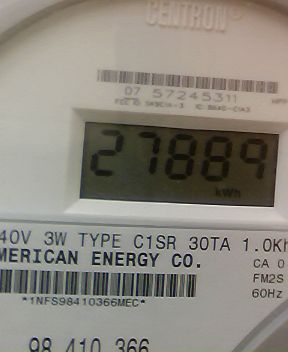 CENTRON®
07 57245311
27889
kWh
40V 3W TYPE C1SR 30TA 1.0Kh
MERICAN ENERGY CO.
CA 0
FM2S
60Hz
*1NFS98410366MEC*
98 410 366